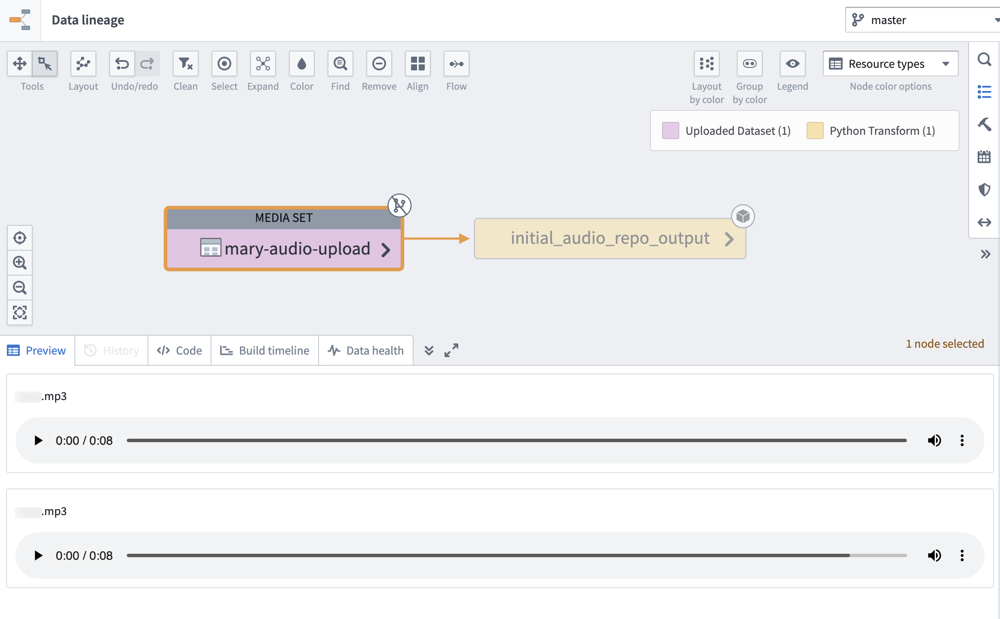 Data lineage
master
Tools
Layout
Undo/redo
Clean
Select
Expand
Color
Find
Remove
Align
Flow
Layout
by color
Group
by color
Legend
Resource types
Node color options
Uploaded Dataset (1)
Python Transform (1)
MEDIA SET
mary-audio-upload
initial_audio_repo_output
Preview
History
Code
Build timeline
Data health
1 node selected
.mp3
0:00 / 0:08
.mp3
0:00 / 0:08